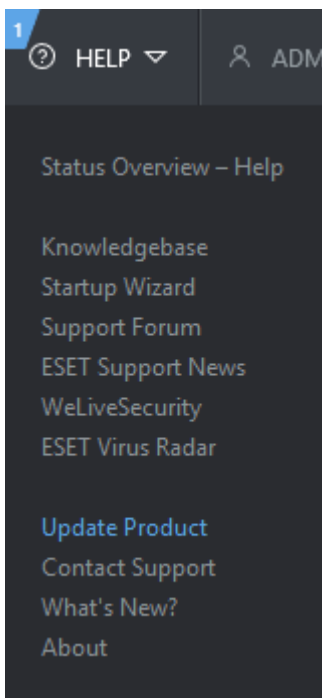 1
HELP ADM
Status Overview – Help
Knowledgebase
Startup Wizard
Support Forum
ESET Support News
WeLiveSecurity
ESET Virus Radar
Update Product
Contact Support
What's New?
About